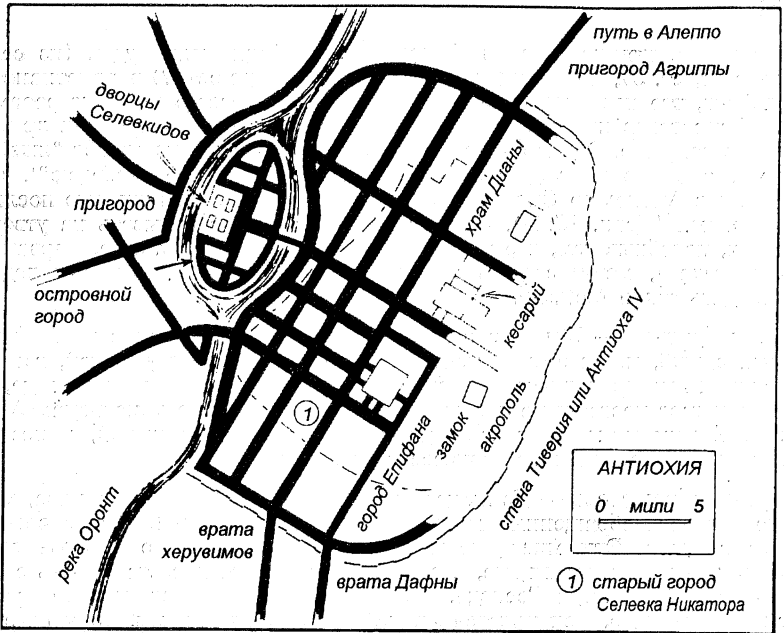 путь в Алеппо
пригород Агриппы
дворцы
Селевкидов
пригород
храм Дианы
островной
город
кесарий
стена Тиверия или Антиоха IV
1
замок
акрополь
город Епифана
АНТИОХИЯ
0 мили 5
река Оронт
врата
херувимов
врата Дафны
1 старый город
Селевка Никатора